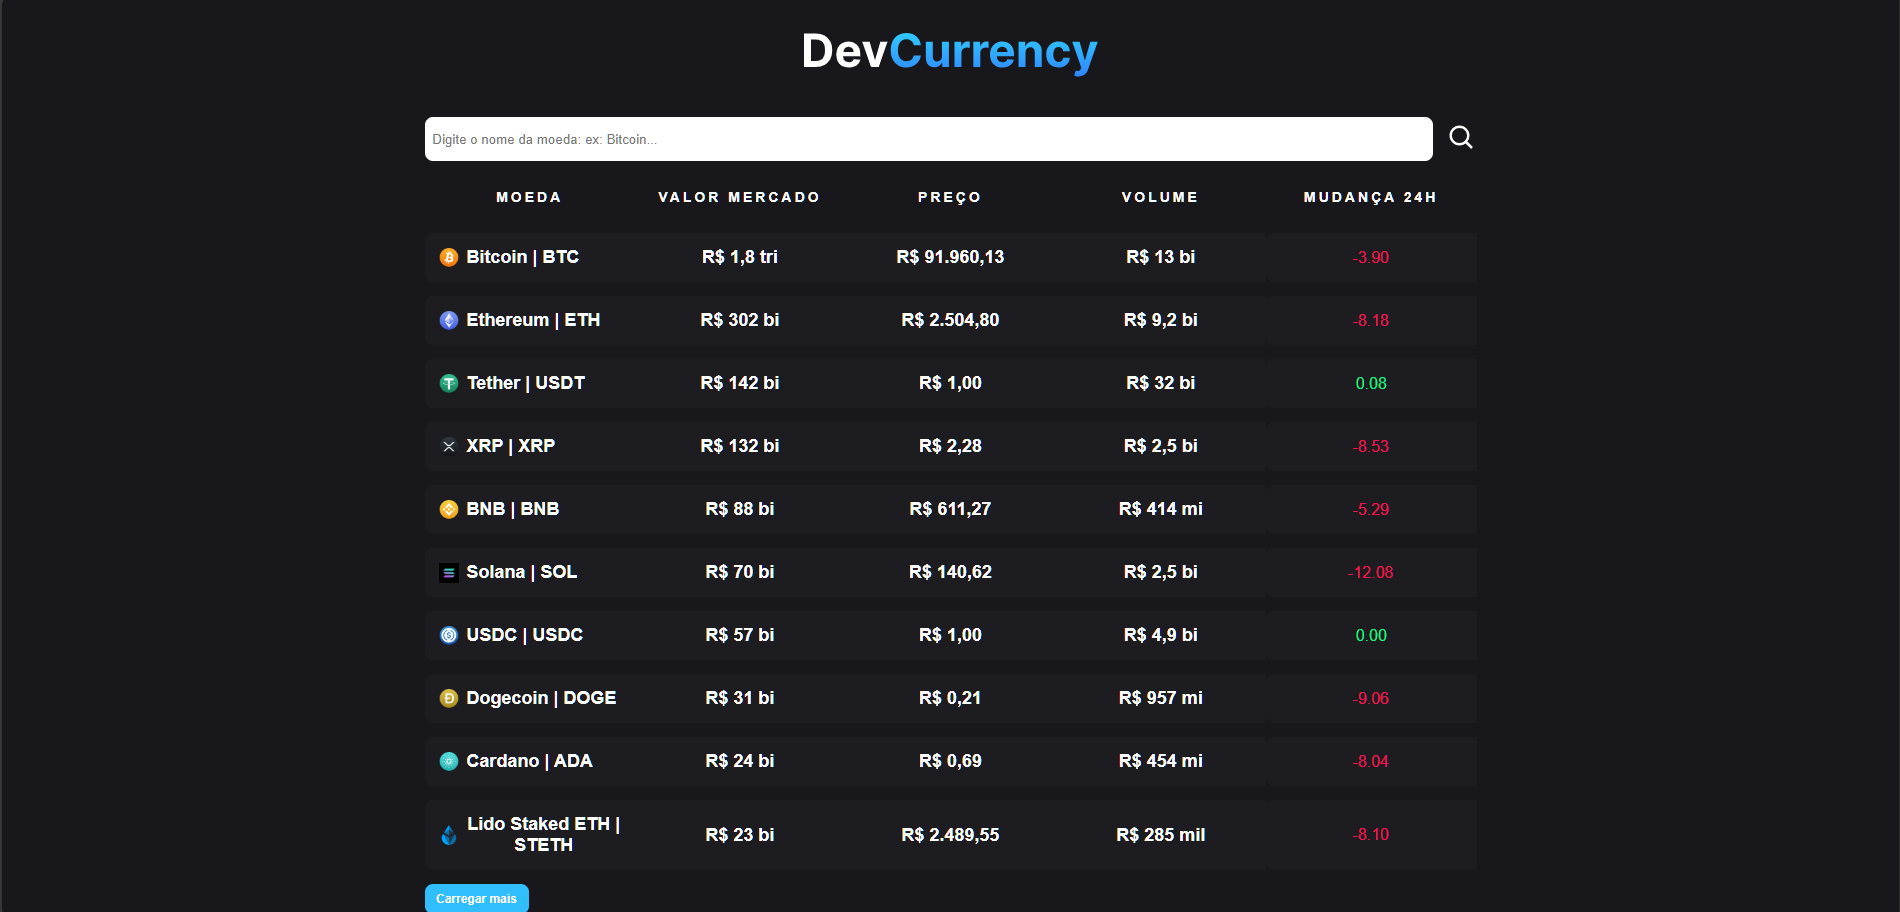 DevCurrency
Digite o nome da moeda: ex: Bitcoin...
MOEDA VALOR MERCADO PREÇO VOLUME MUDANÇA 24H
Bitcoin | BTC R$ 1,8 tri R$ 91.960,13 R$ 13 bi -3.90
Ethereum | ETH R$ 302 bi R$ 2.504,80 R$ 9,2 bi -8.18
Tether | USDT R$ 142 bi R$ 1,00 R$ 32 bi 0.08
XRP | XRP R$ 132 bi R$ 2,28 R$ 2,5 bi -8.53
BNB | BNB R$ 88 bi R$ 611,27 R$ 414 mi -5.29
Solana | SOL R$ 70 bi R$ 140,62 R$ 2,5 bi -12.08
USDC | USDC R$ 57 bi R$ 1,00 R$ 4,9 bi 0.00
Dogecoin | DOGE R$ 31 bi R$ 0,21 R$ 957 mi -9.06
Cardano | ADA R$ 24 bi R$ 0,69 R$ 454 mi -8.04
Lido Staked ETH |
STETH R$ 23 bi R$ 2.489,55 R$ 285 mil -8.10
Carregar mais